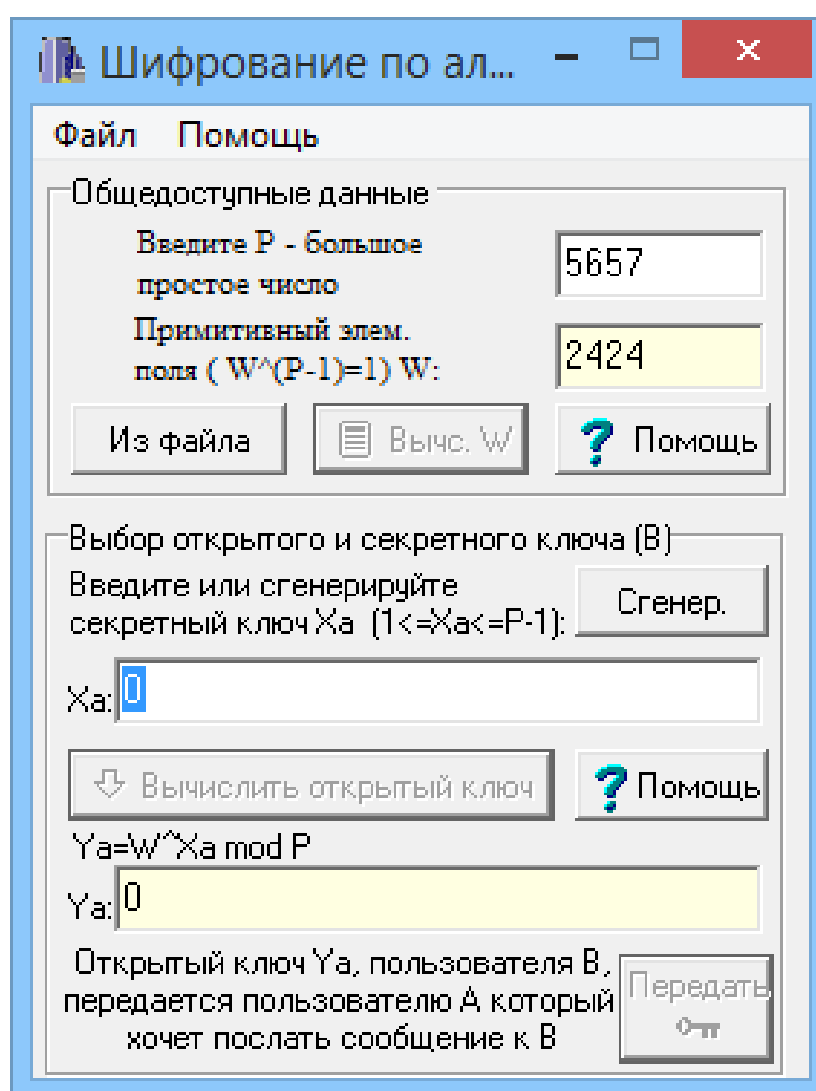 Шифрование по ал...
Файл Помощь
Общедоступные данные
Введите P - большое
простое число
5657
Примитивный элем.
поля ( W^(P-1)=1) W:
2424
Из файла Выч. W Помощь
Выбор открытого и секретного ключа (B)
Введите или сгенерируйте
секретный ключ Xa (1<=Xa<=P-1):
Сгенер.
Xa: 0
Вычислить открытый ключ Помощь
Ya=W^Xa mod P
Ya: 0
Открытый ключ Ya, пользователя B,
передается пользователю A который
хочет послать сообщение к B
Передать